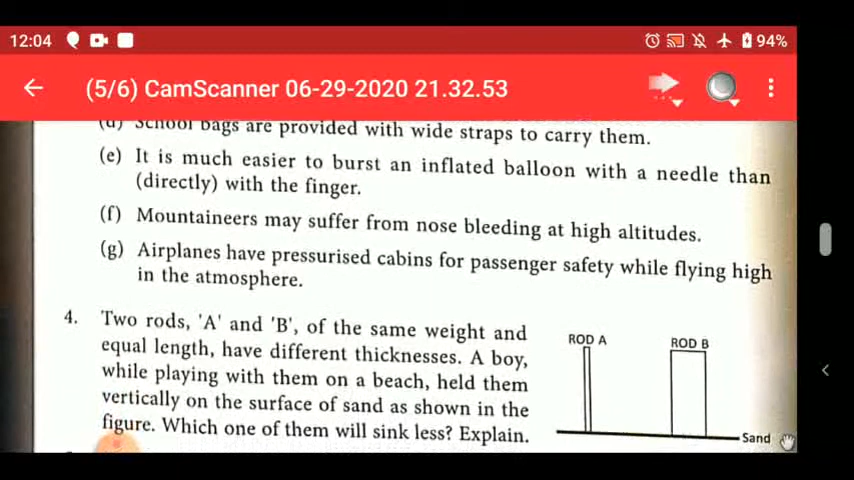 12:04
94%
(5/6) CamScanner 06-29-2020 21.32.53
(d) School bags are provided with wide straps to carry them.
(e) It is much easier to burst an inflated balloon with a needle than
(directly) with the finger.
(f) Mountaineers may suffer from nose bleeding at high altitudes.
(g) Airplanes have pressurised cabins for passenger safety while flying high
in the atmosphere.
4. Two rods, 'A' and 'B', of the same weight and
equal length, have different thicknesses. A boy,
while playing with them on a beach, held them
vertically on the surface of sand as shown in the
figure. Which one of them will sink less? Explain.
ROD A
ROD B
Sand